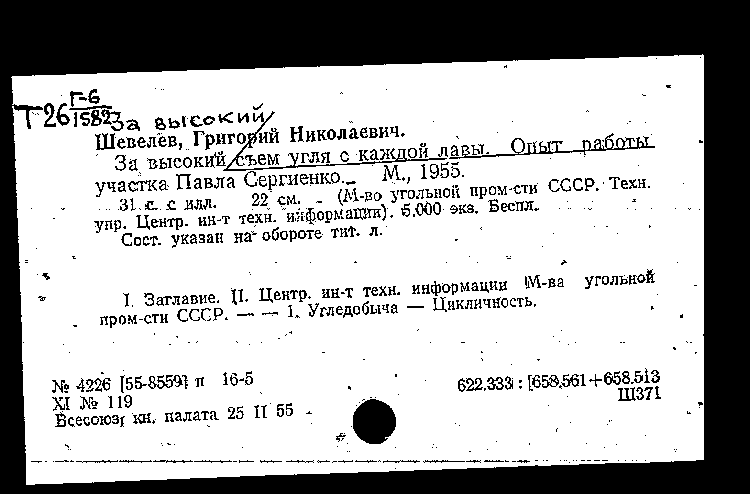 Т26 Г-6
15823
За высокий
Шевелёв, Григорий Николаевич.
За высокий съем угля с каждой лавы. Опыт работы
участка Павла Сергиенко. М., 1955.
31 с. с илл. 22 см. - (М-во угольной пром-сти СССР. Техн.
упр. Центр. ин-т техн. информации). 5.000 экз. Беспл.
Сост. указан на обороте тит. л.
I. Заглавие. II. Центр. ин-т техн. информации М-ва угольной
пром-сти СССР. — — 1. Угледобыча — Цикличность.
№ 4226 [55-8559] п 16-5
622.333 : [658.561+658.513
XI № 119
Ш371
Всесоюз. кн. палата 25 II 55